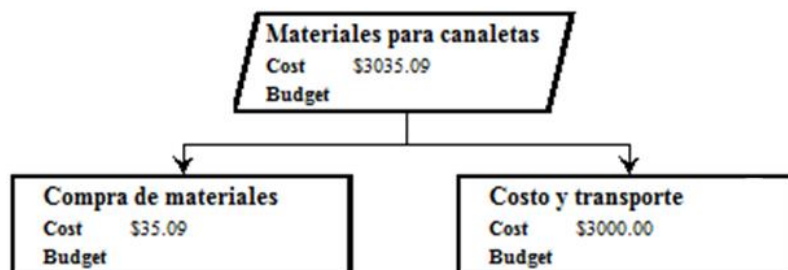 Materiales para canaletas
Cost $3035.09
Budget
Compra de materiales
Cost $35.09
Budget
Costo y transporte
Cost $3000.00
Budget